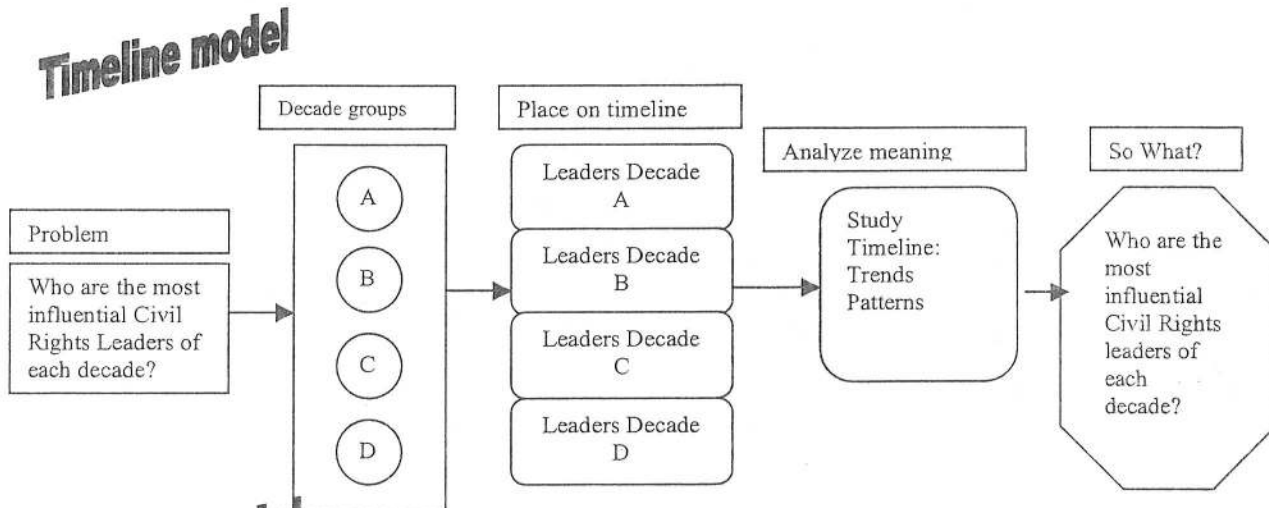 Timeline model
Decade groups
Place on timeline
Analyze meaning
So What?
Problem
Who are the most
influential Civil
Rights Leaders of
each decade?
A
B
C
D
Leaders Decade
A
Leaders Decade
B
Leaders Decade
C
Leaders Decade
D
Study
Timeline:
Trends
Patterns
Who are the
most
influential
Civil Rights
leaders of
each
decade?